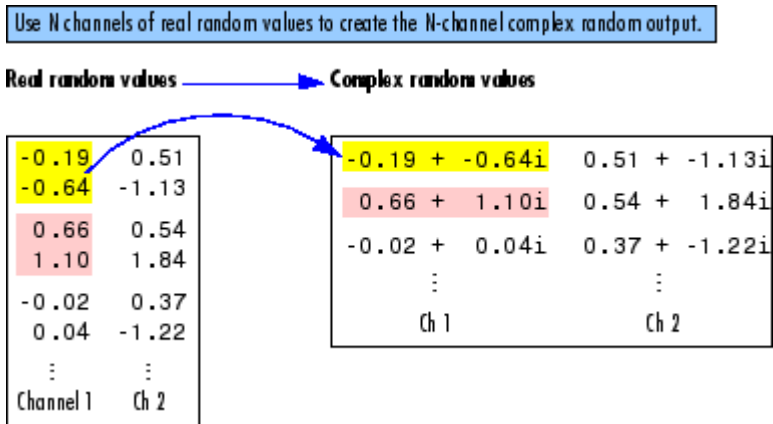 Use N channels of real random values to create the N-channel complex random output.
Real random values Complex random values
-0.19 0.51
-0.64 -1.13
0.66 0.54
1.10 1.84
-0.02 0.37
0.04 -1.22
⋮ ⋮
Channel 1 Ch 2
-0.19 + -0.64i 0.51 + -1.13i
0.66 + 1.10i 0.54 + 1.84i
-0.02 + 0.04i 0.37 + -1.22i
⋮ ⋮
Ch 1 Ch 2